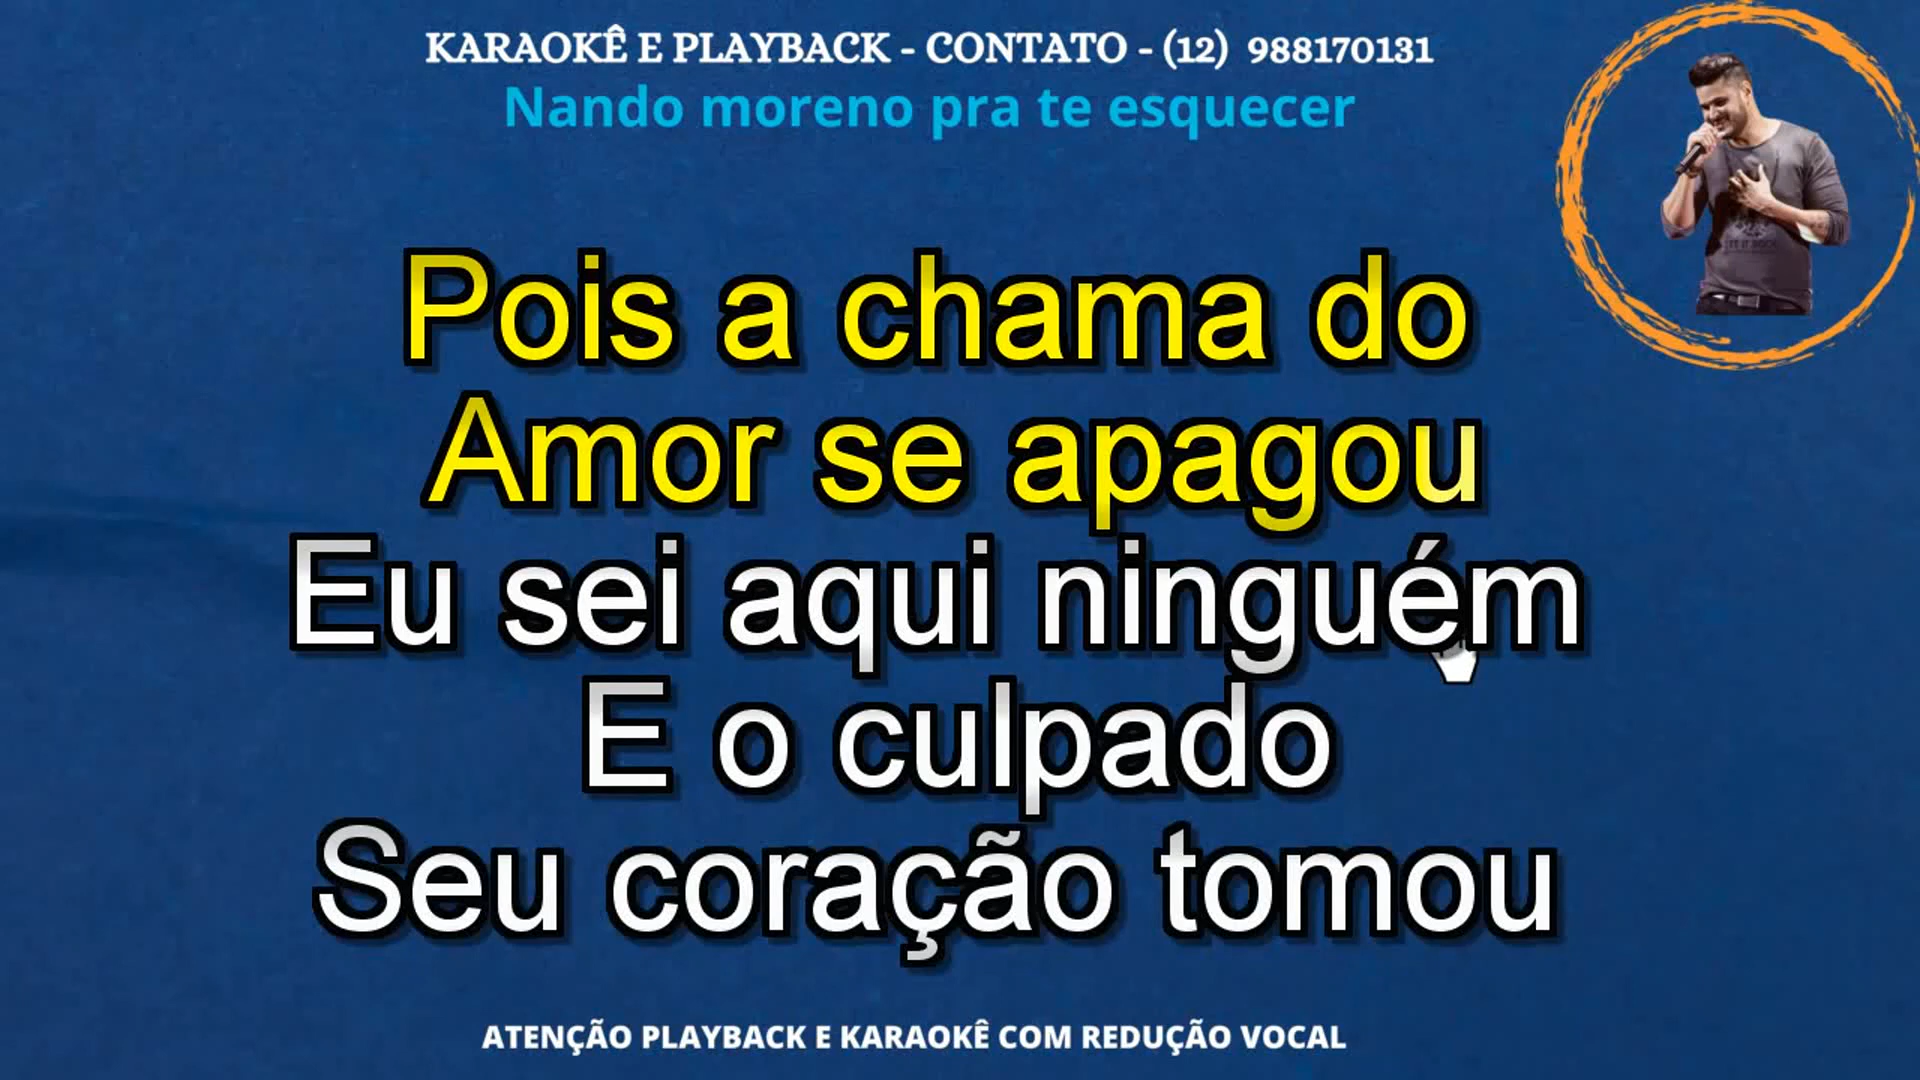 KARAOKÊ E PLAYBACK - CONTATO - (12) 988170131
Nando moreno pra te esquecer
Pois a chama do
Amor se apagou
Eu sei aqui ninguém
E o culpado
Seu coração tomou
ATENÇÃO PLAYBACK E KARAOKÊ COM REDUÇÃO VOCAL